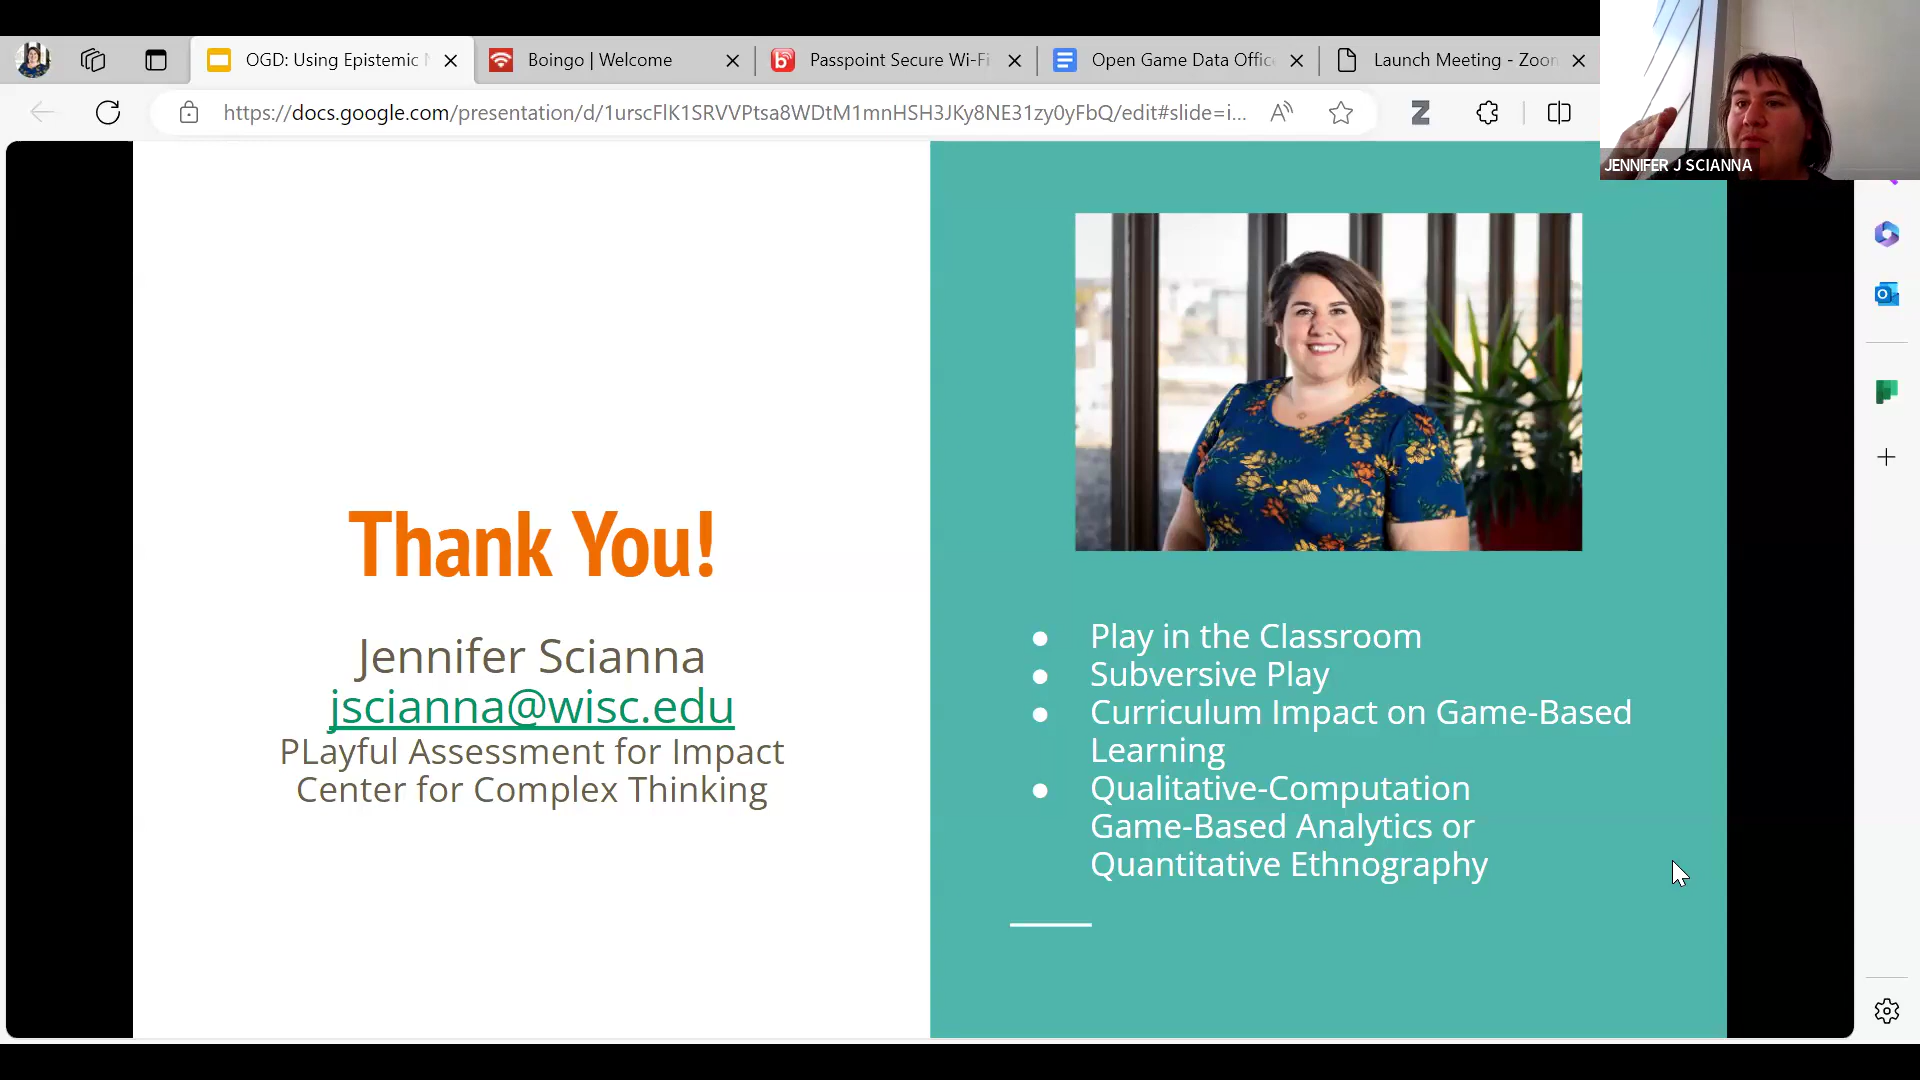 OGD: Using Epistemic N
Boingo | Welcome
Passpoint Secure Wi-Fi
Open Game Data Offic
Launch Meeting - Zoom
https://docs.google.com/presentation/d/1urscFlK1SRVVPtsa8WDtM1mnHSH3JKy8NE31zy0yFbQ/edit#slide=i...
JENNIFER J SCIANNA
Thank You!
Jennifer Scianna
jscianna@wisc.edu
PLayful Assessment for Impact
Center for Complex Thinking
● Play in the Classroom
● Subversive Play
● Curriculum Impact on Game-Based
Learning
● Qualitative-Computation
Game-Based Analytics or
Quantitative Ethnography